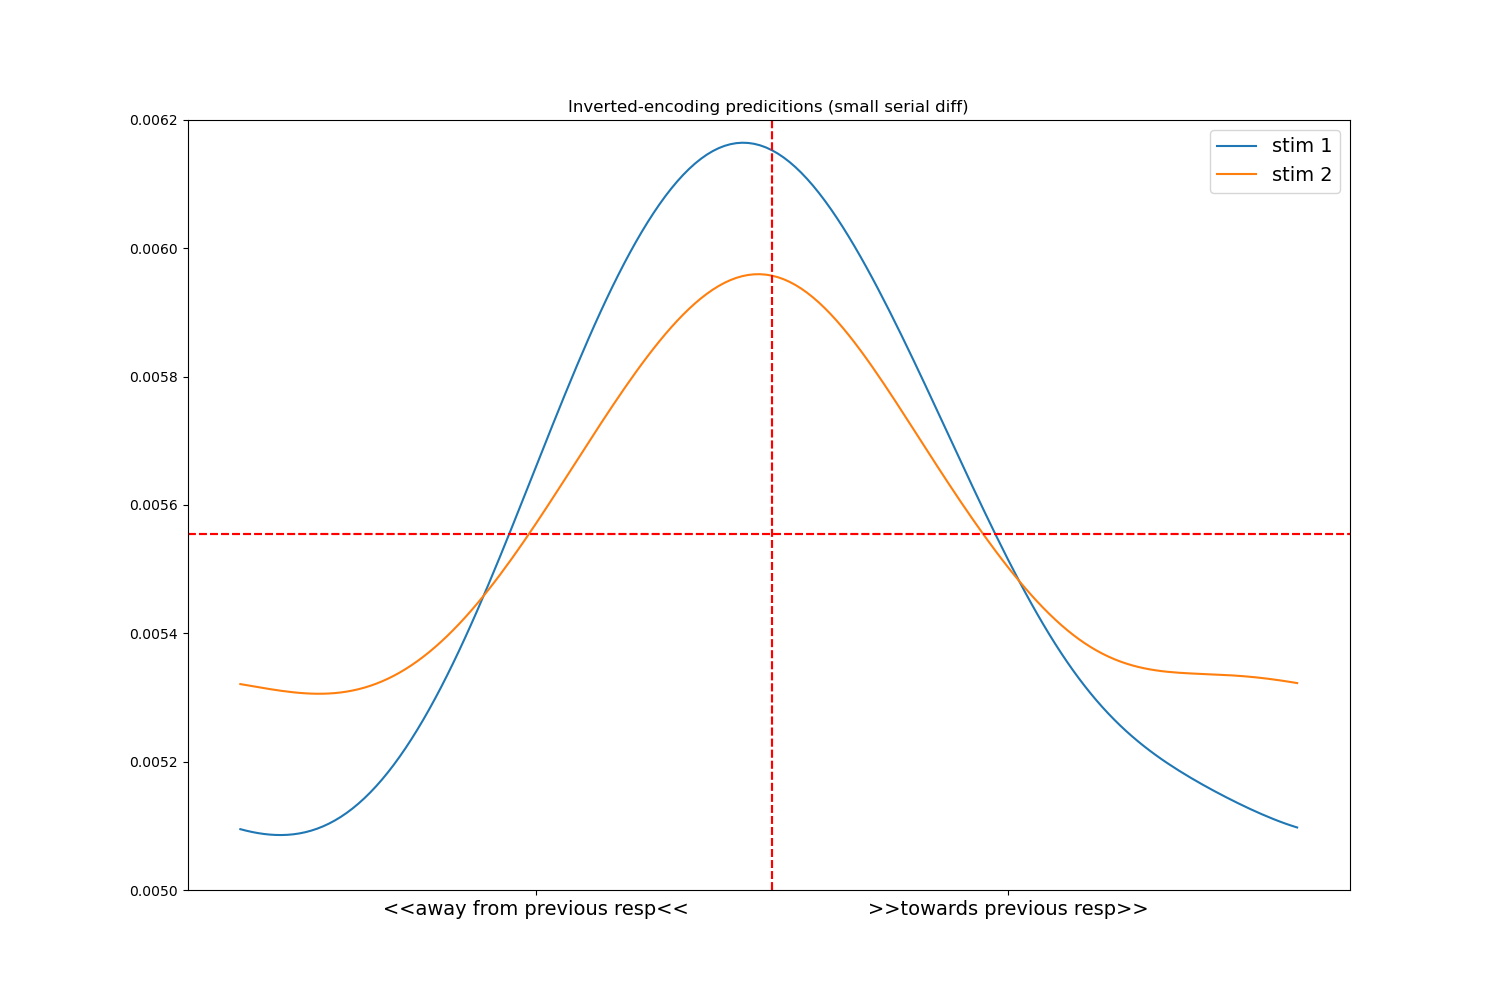 Inverted-encoding predicitions (small serial diff)
0.0062
0.0060
0.0058
0.0056
0.0054
0.0052
0.0050
stim 1
stim 2
<<away from previous resp<<
>>towards previous resp>>